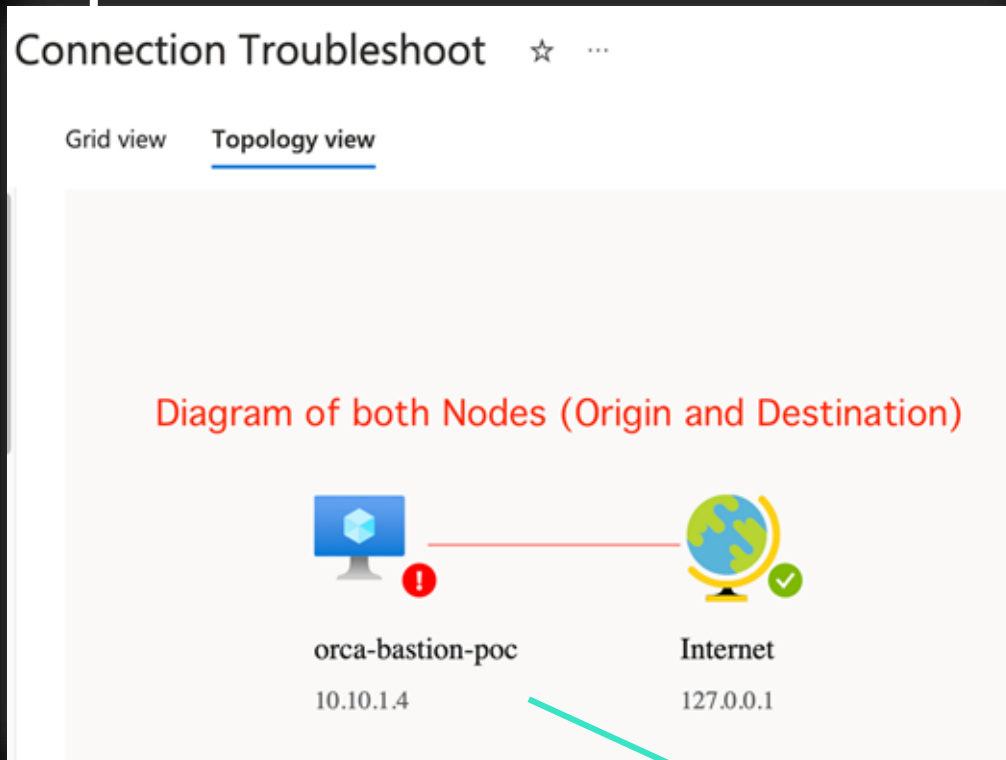 Connection Troubleshoot
Grid view Topology view
Diagram of both Nodes (Origin and Destination)
orca-bastion-poc Internet
10.10.1.4 127.0.0.1